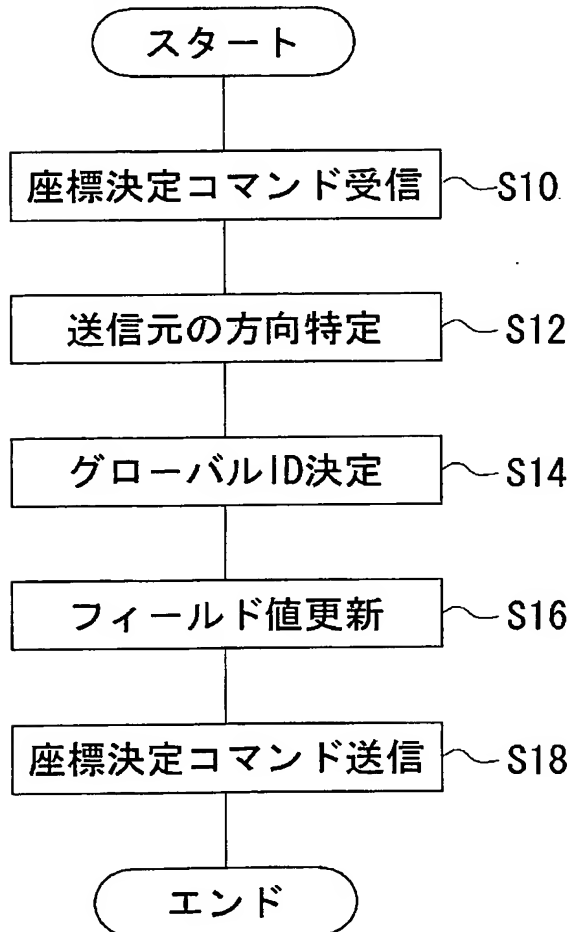 スタート
座標決定コマンド受信 S10
送信元の方向特定 S12
グローバルID決定 S14
フィールド値更新 S16
座標決定コマンド送信 S18
エンド